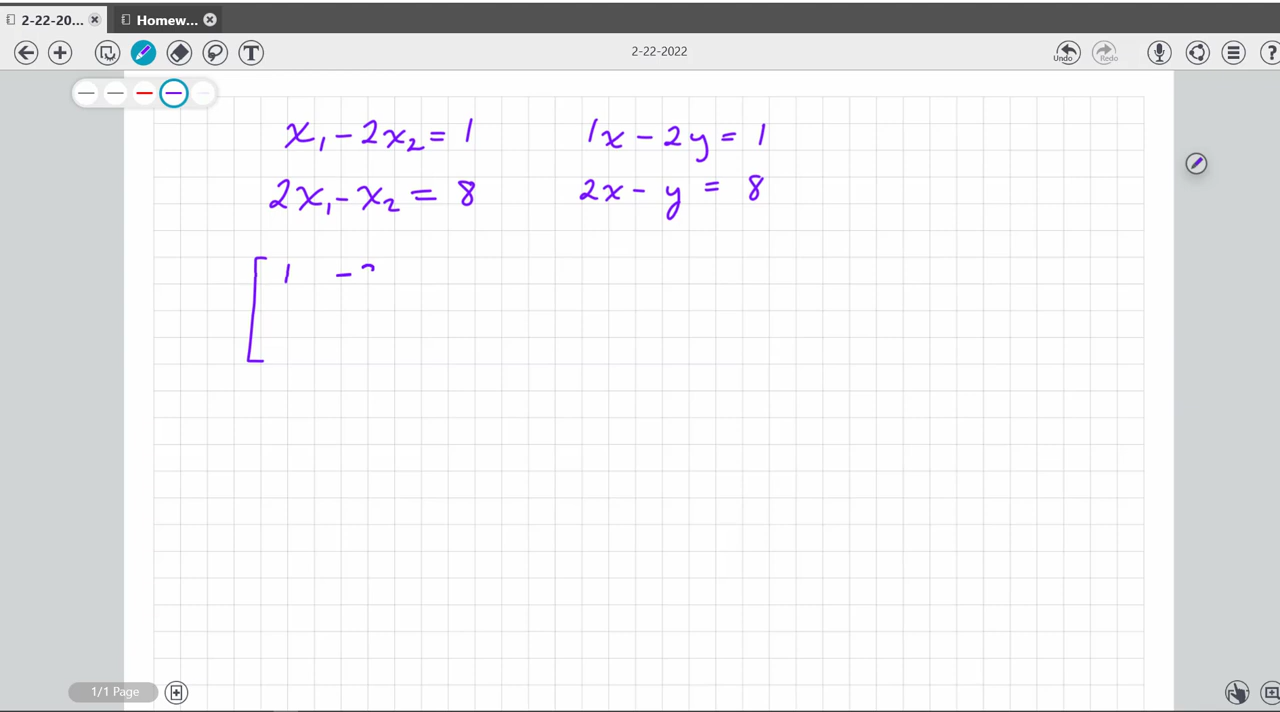 2-22-20...
Homew...
T
2-22-2022
Undo
Redo
?
x₁ - 2x₂ = 1
1x - 2y = 1
2x₁ - x₂ = 8
2x - y = 8
[ 1 -
1/1 Page